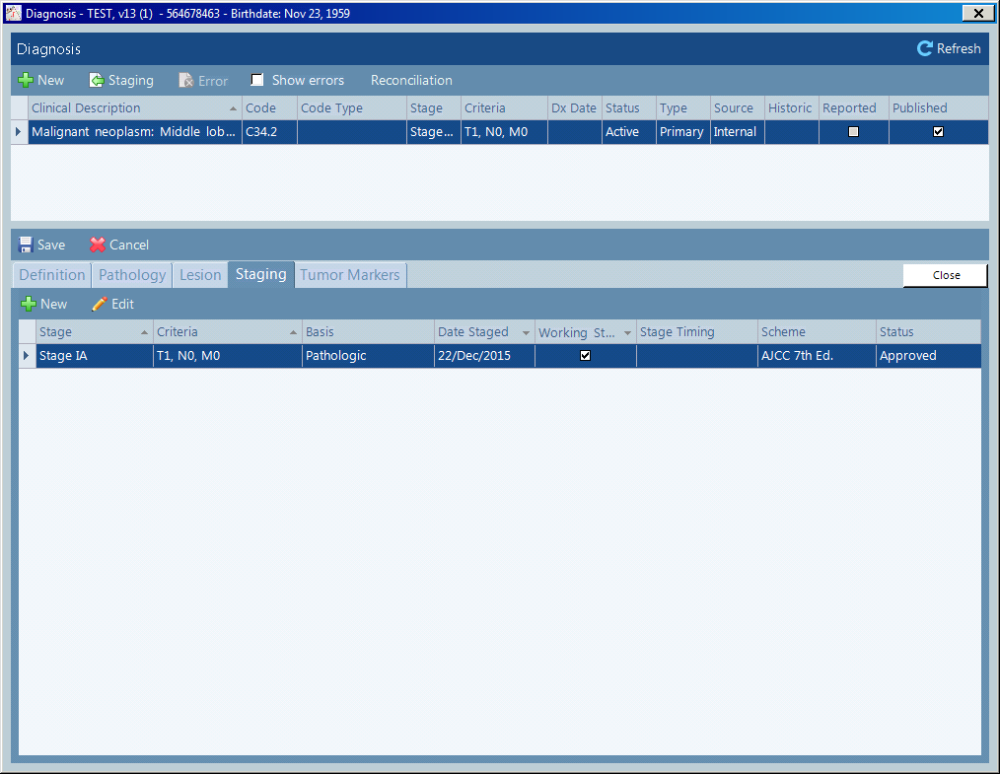 Diagnosis - TEST, v13 (1) - 564678463 - Birthdate: Nov 23, 1959
Diagnosis Refresh
New Staging Error Show errors Reconciliation
Clinical Description Code Code Type Stage Criteria Dx Date Status Type Source Historic Reported Published
Malignant neoplasm: Middle lob... C34.2 Stage... T1, N0, M0 Active Primary Internal
Save Cancel
Definition Pathology Lesion Staging Tumor Markers Close
New Edit
Stage Criteria Basis Date Staged Working St... Stage Timing Scheme Status
Stage IA T1, N0, M0 Pathologic 22/Dec/2015 AJCC 7th Ed. Approved